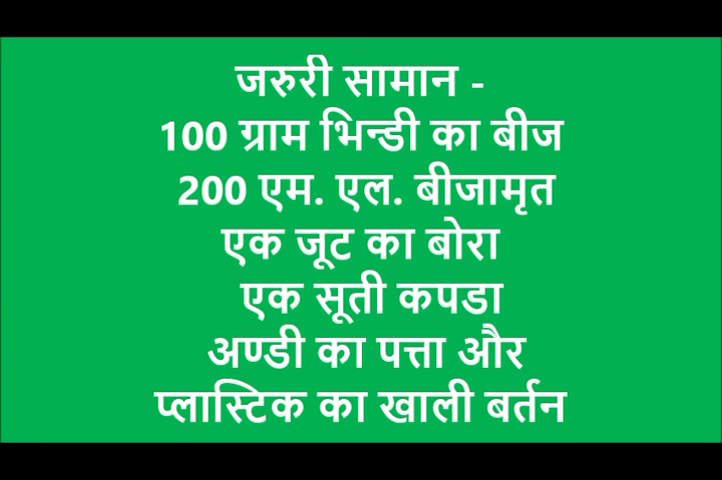 जरुरी सामान -
100 ग्राम भिन्डी का बीज
200 एम. एल. बीजामृत
एक जूट का बोरा
एक सूती कपडा
अण्डी का पत्ता और
प्लास्टिक का खाली बर्तन